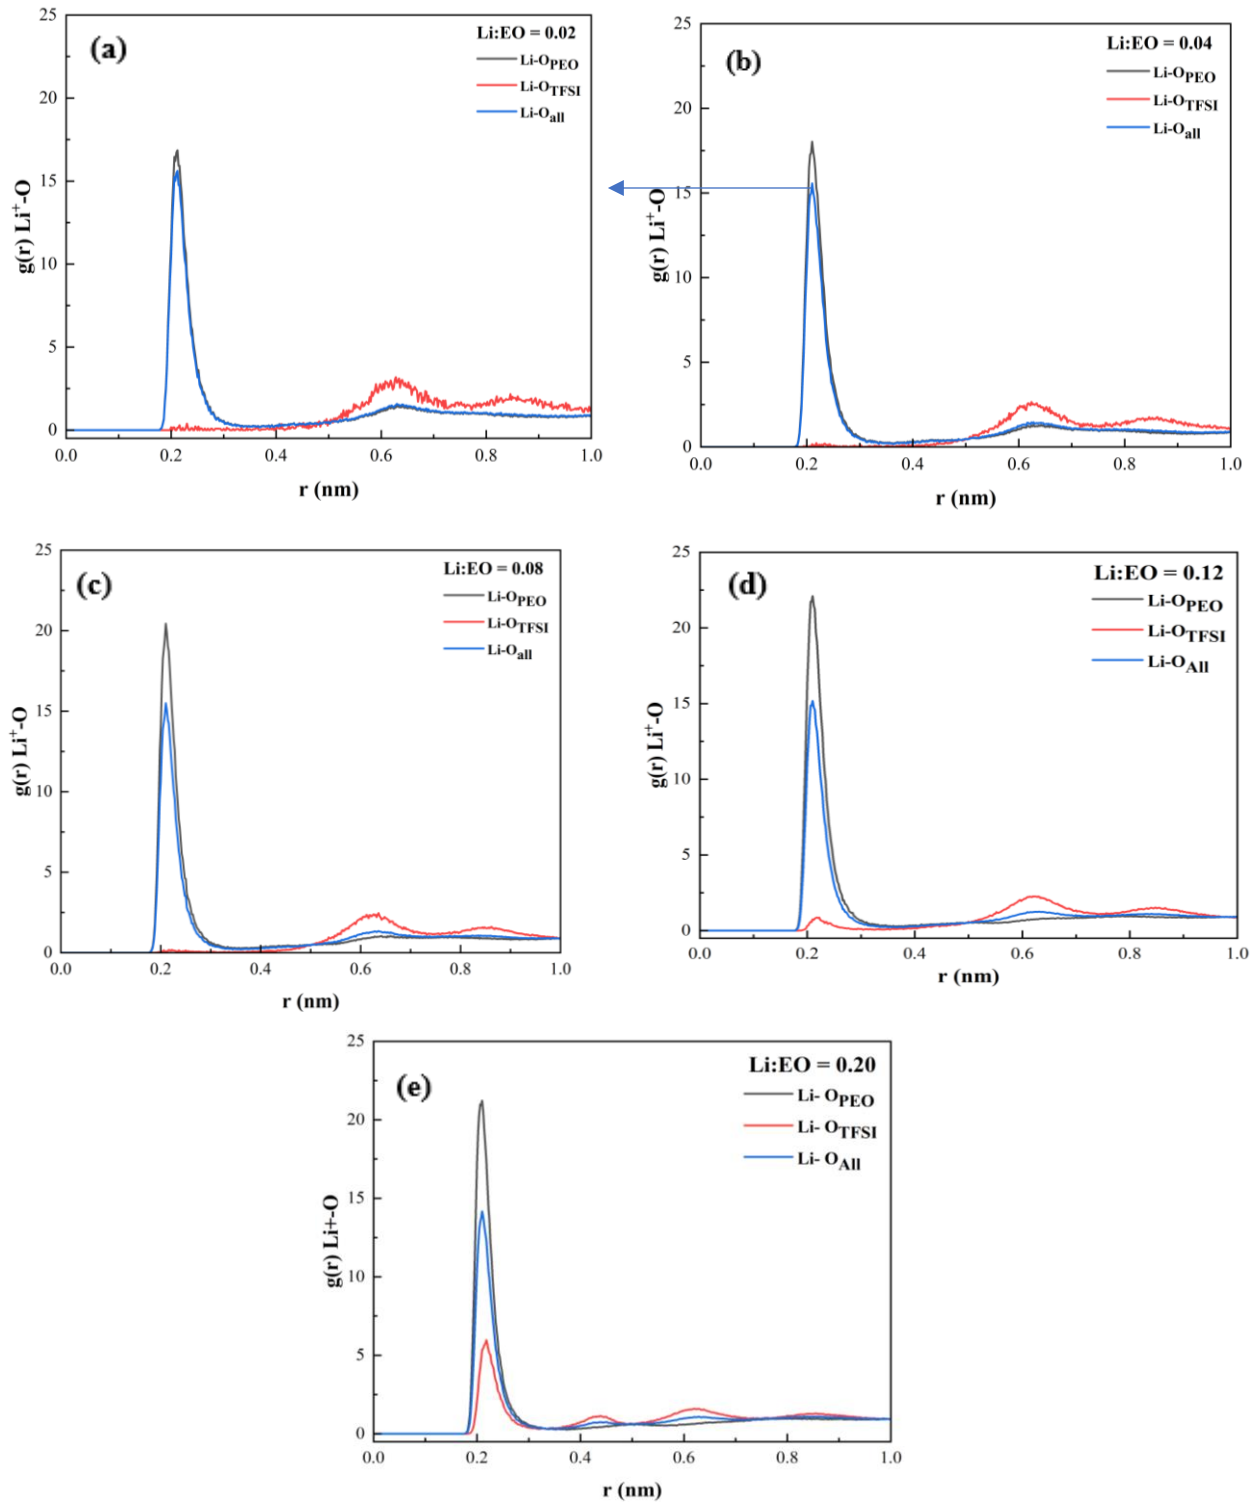 (a)
Li:EO = 0.02
Li-OPEO
Li-OTFSI
Li-Oall
25
20
15
10
5
0
g(r) Li+-O
0.0 0.2 0.4 0.6 0.8 1.0
r (nm)
(b)
Li:EO = 0.04
Li-OPEO
Li-OTFSI
Li-Oall
25
20
15
10
5
0
g(r) Li+-O
0.0 0.2 0.4 0.6 0.8 1.0
r (nm)
(c)
Li:EO = 0.08
Li-OPEO
Li-OTFSI
Li-Oall
25
20
15
10
5
0
g(r) Li+-O
0.0 0.2 0.4 0.6 0.8 1.0
r (nm)
(d)
Li:EO = 0.12
Li-OPEO
Li-OTFSI
Li-OAll
25
20
15
10
5
0
g(r) Li+-O
0.0 0.2 0.4 0.6 0.8 1.0
r (nm)
(e)
Li:EO = 0.20
Li- OPEO
Li- OTFSI
Li- OAll
25
20
15
10
5
0
g(r) Li+-O
0.0 0.2 0.4 0.6 0.8 1.0
r (nm)